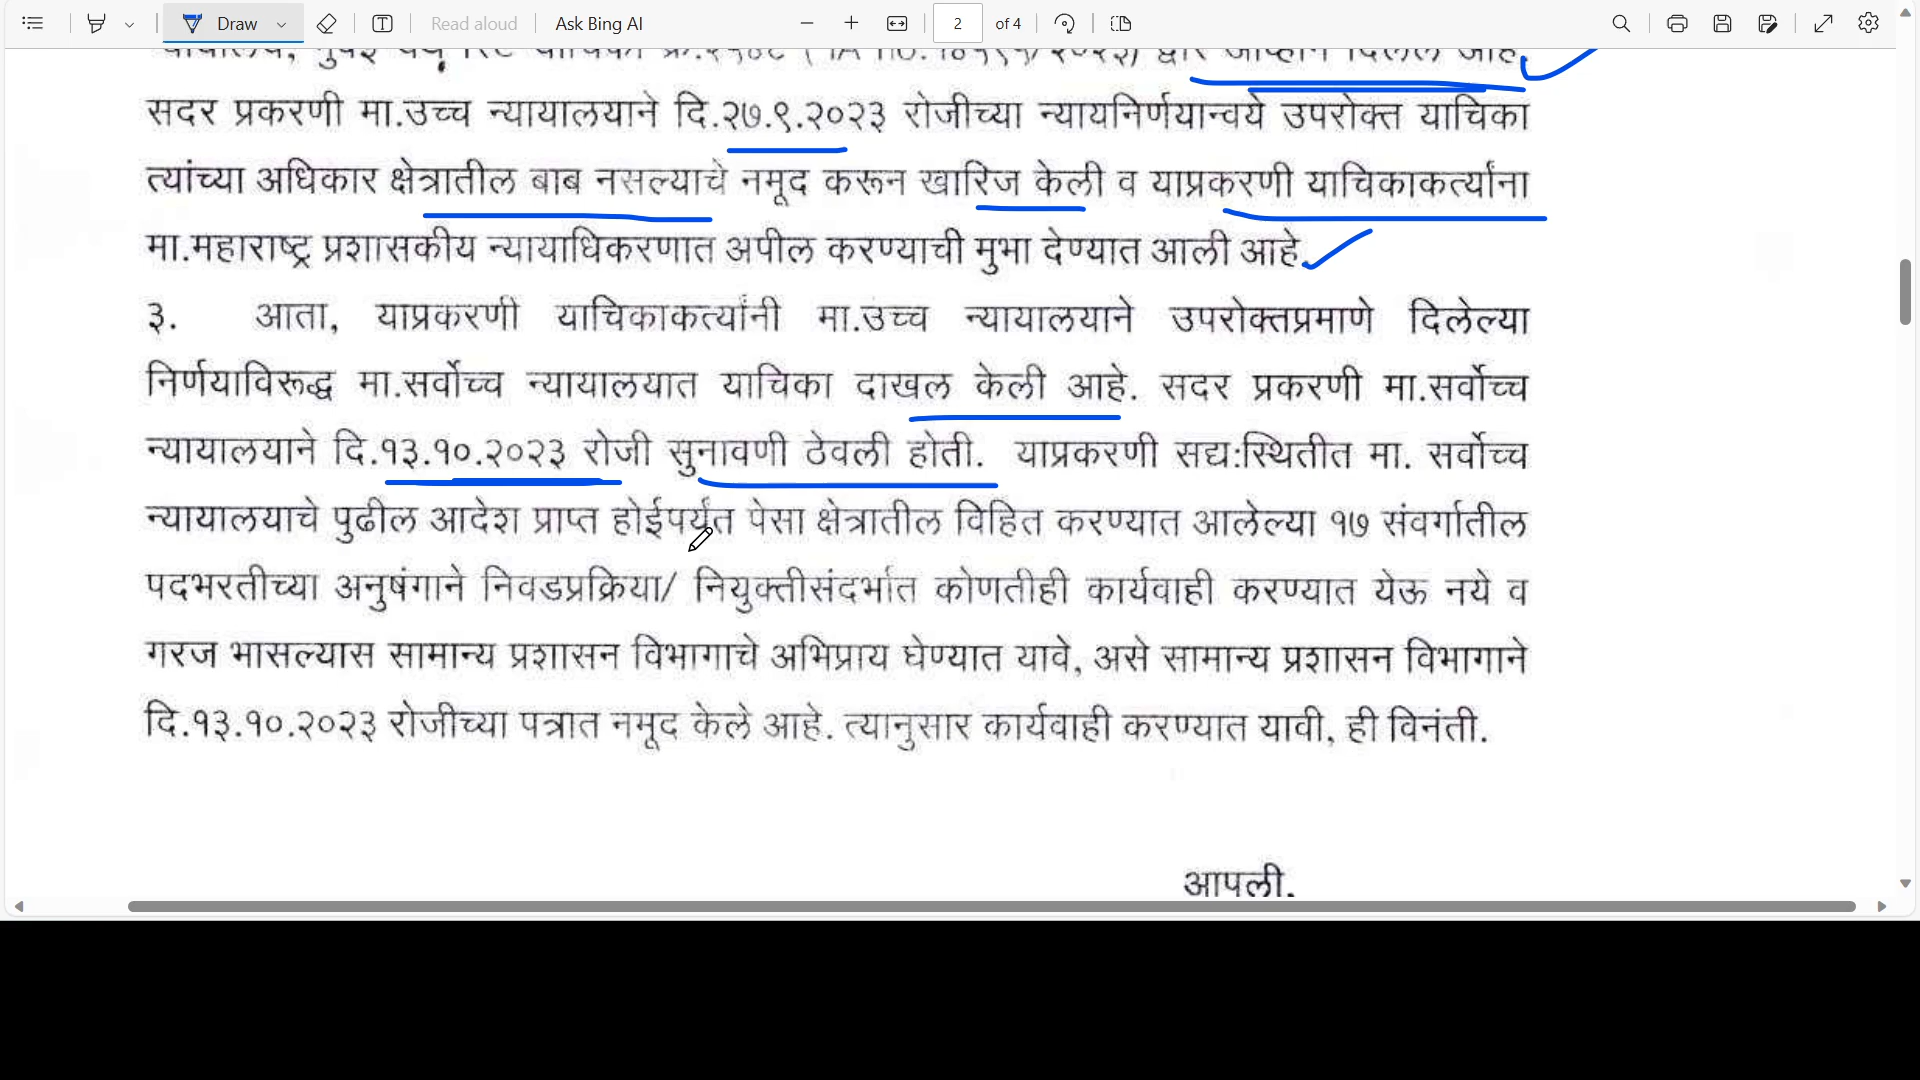 Draw
Read aloud
Ask Bing AI
2
of 4
द्वारे आव्हान दिलेले आहे.
सदर प्रकरणी मा.उच्च न्यायालयाने दि.२७.९.२०२३ रोजीच्या न्यायनिर्णयान्वये उपरोक्त याचिका
त्यांच्या अधिकार क्षेत्रातील बाब नसल्याचे नमूद करून खारिज केली व याप्रकरणी याचिकाकर्त्यांना
मा.महाराष्ट्र प्रशासकीय न्यायाधिकरणात अपील करण्याची मुभा देण्यात आली आहे.
३. आता, याप्रकरणी याचिकाकर्त्यांनी मा.उच्च न्यायालयाने उपरोक्तप्रमाणे दिलेल्या
निर्णयाविरूद्ध मा.सर्वोच्च न्यायालयात याचिका दाखल केली आहे. सदर प्रकरणी मा.सर्वोच्च
न्यायालयाने दि.१३.१०.२०२३ रोजी सुनावणी ठेवली होती. याप्रकरणी सद्य:स्थितीत मा. सर्वोच्च
न्यायालयाचे पुढील आदेश प्राप्त होईपर्यंत पेसा क्षेत्रातील विहित करण्यात आलेल्या १७ संवर्गातील
पदभरतीच्या अनुषंगाने निवडप्रक्रिया/ नियुक्तीसंदर्भात कोणतीही कार्यवाही करण्यात येऊ नये व
गरज भासल्यास सामान्य प्रशासन विभागाचे अभिप्राय घेण्यात यावे, असे सामान्य प्रशासन विभागाने
दि.१३.१०.२०२३ रोजीच्या पत्रात नमूद केले आहे. त्यानुसार कार्यवाही करण्यात यावी, ही विनंती.
आपली.